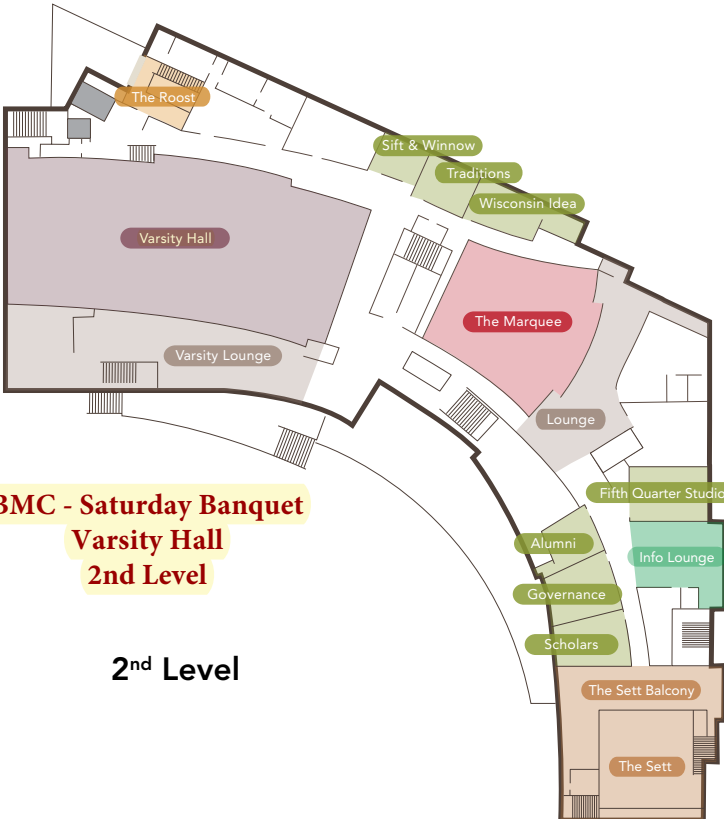 The Roost
Sift & Winnow
Traditions
Wisconsin Idea
Varsity Hall
The Marquee
Varsity Lounge
Lounge
BMC - Saturday Banquet
Varsity Hall
2nd Level
Fifth Quarter Studio
Alumni
Info Lounge
Governance
Scholars
2nd Level
The Sett Balcony
The Sett